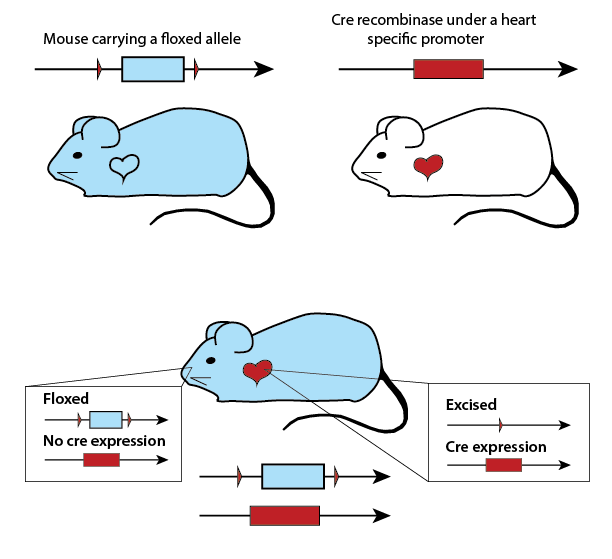 Mouse carrying a floxed allele
Cre recombinase under a heart
specific promoter
Floxed
No cre expression
Excised
Cre expression